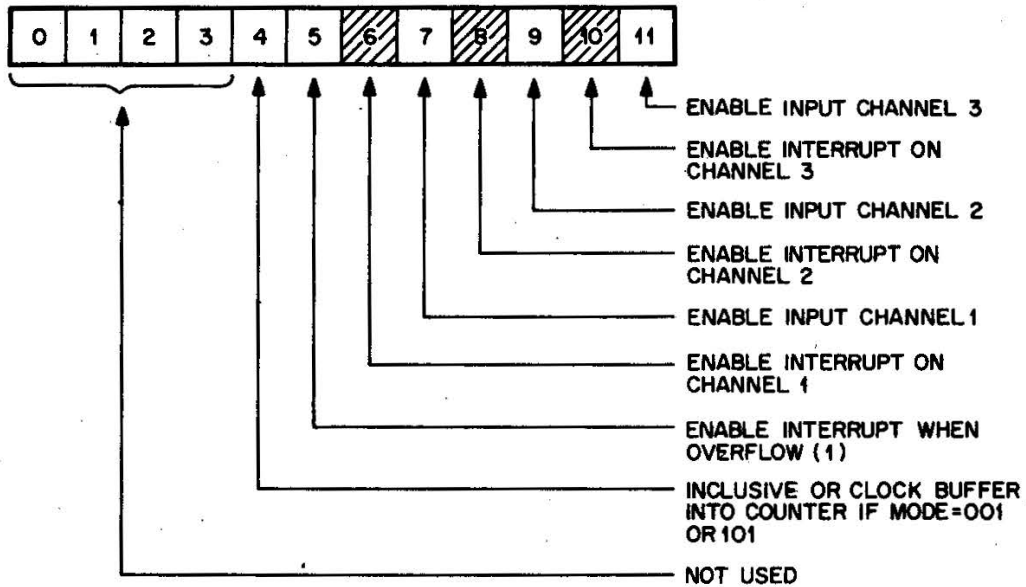 0 1 2 3 4 5 6 7 8 9 10 11
ENABLE INPUT CHANNEL 3
ENABLE INTERRUPT ON
CHANNEL 3
ENABLE INPUT CHANNEL 2
ENABLE INTERRUPT ON
CHANNEL 2
ENABLE INPUT CHANNEL 1
ENABLE INTERRUPT ON
CHANNEL 1
ENABLE INTERRUPT WHEN
OVERFLOW (1)
INCLUSIVE OR CLOCK BUFFER
INTO COUNTER IF MODE=001
OR 101
NOT USED